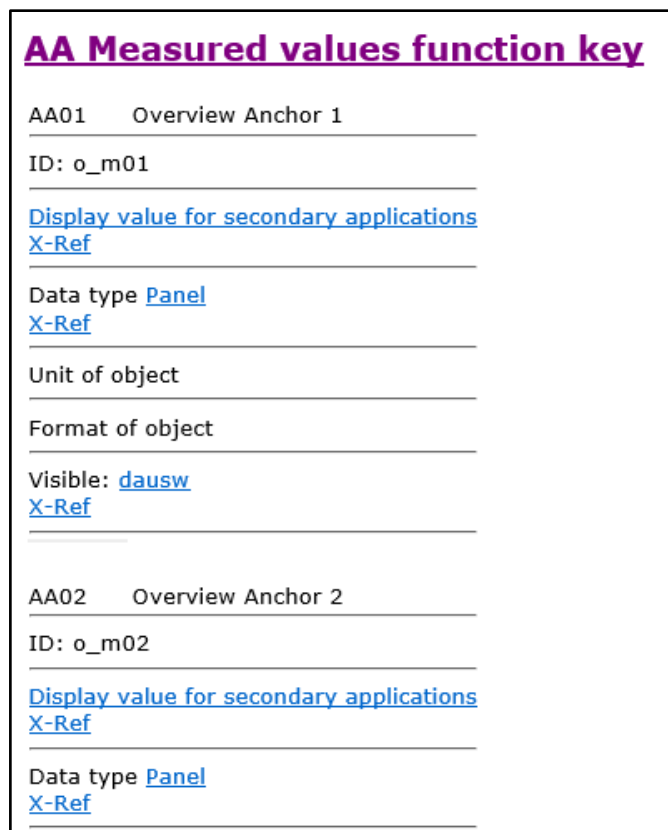 AA Measured values function key
AA01 Overview Anchor 1
ID: o_m01
Display value for secondary applications
X-Ref
Data type Panel
X-Ref
Unit of object
Format of object
Visible: dausw
X-Ref
AA02 Overview Anchor 2
ID: o_m02
Display value for secondary applications
X-Ref
Data type Panel
X-Ref